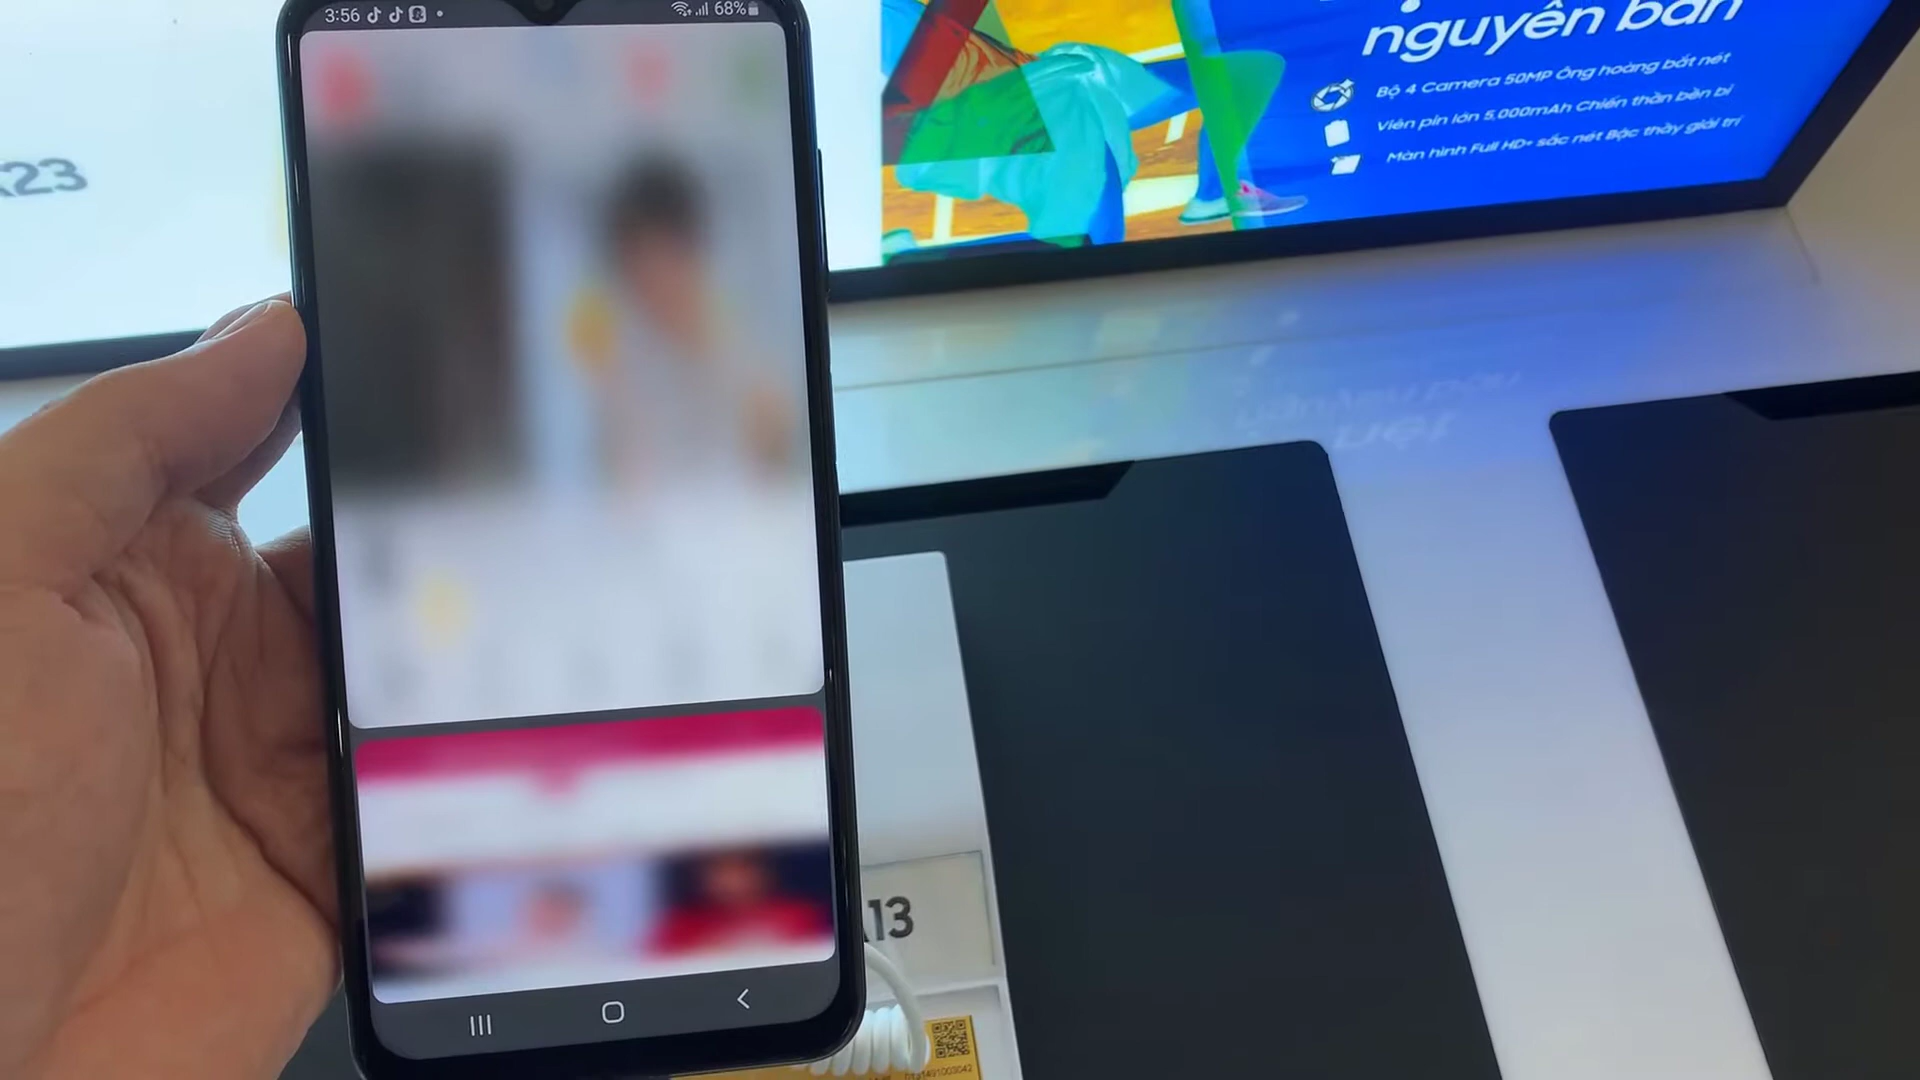 3:56
68%
nguyên bản
Bộ 4 Camera 50MP Ông hoàng bắt nét
Viên pin lớn 5,000mAh Chiến thần bền bỉ
Màn hình Full HD+ sắc nét Bậc thầy giải trí
A23
A13